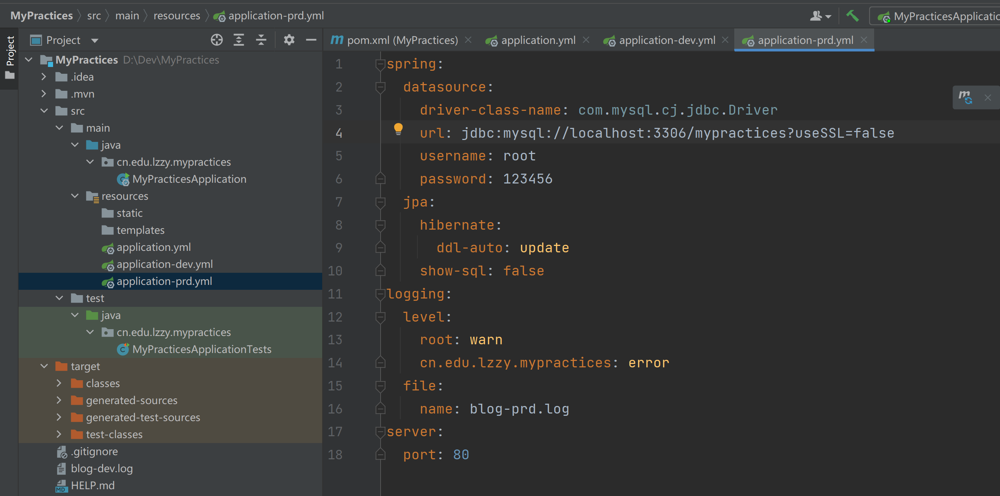 MyPractices src main resources application-prd.yml
MyPracticesApplicatio
Project
Project
pom.xml (MyPractices) application.yml application-dev.yml application-prd.yml
MyPractices D:\Dev\MyPractices
.idea
.mvn
src
main
java
cn.edu.lzzy.mypractices
MyPracticesApplication
resources
static
templates
application.yml
application-dev.yml
application-prd.yml
test
java
cn.edu.lzzy.mypractices
MyPracticesApplicationTests
target
classes
generated-sources
generated-test-sources
test-classes
.gitignore
blog-dev.log
HELP.md
1 spring:
2 datasource:
3 driver-class-name: com.mysql.cj.jdbc.Driver
4 url: jdbc:mysql://localhost:3306/mypractices?useSSL=false
5 username: root
6 password: 123456
7 jpa:
8 hibernate:
9 ddl-auto: update
10 show-sql: false
11 logging:
12 level:
13 root: warn
14 cn.edu.lzzy.mypractices: error
15 file:
16 name: blog-prd.log
17 server:
18 port: 80